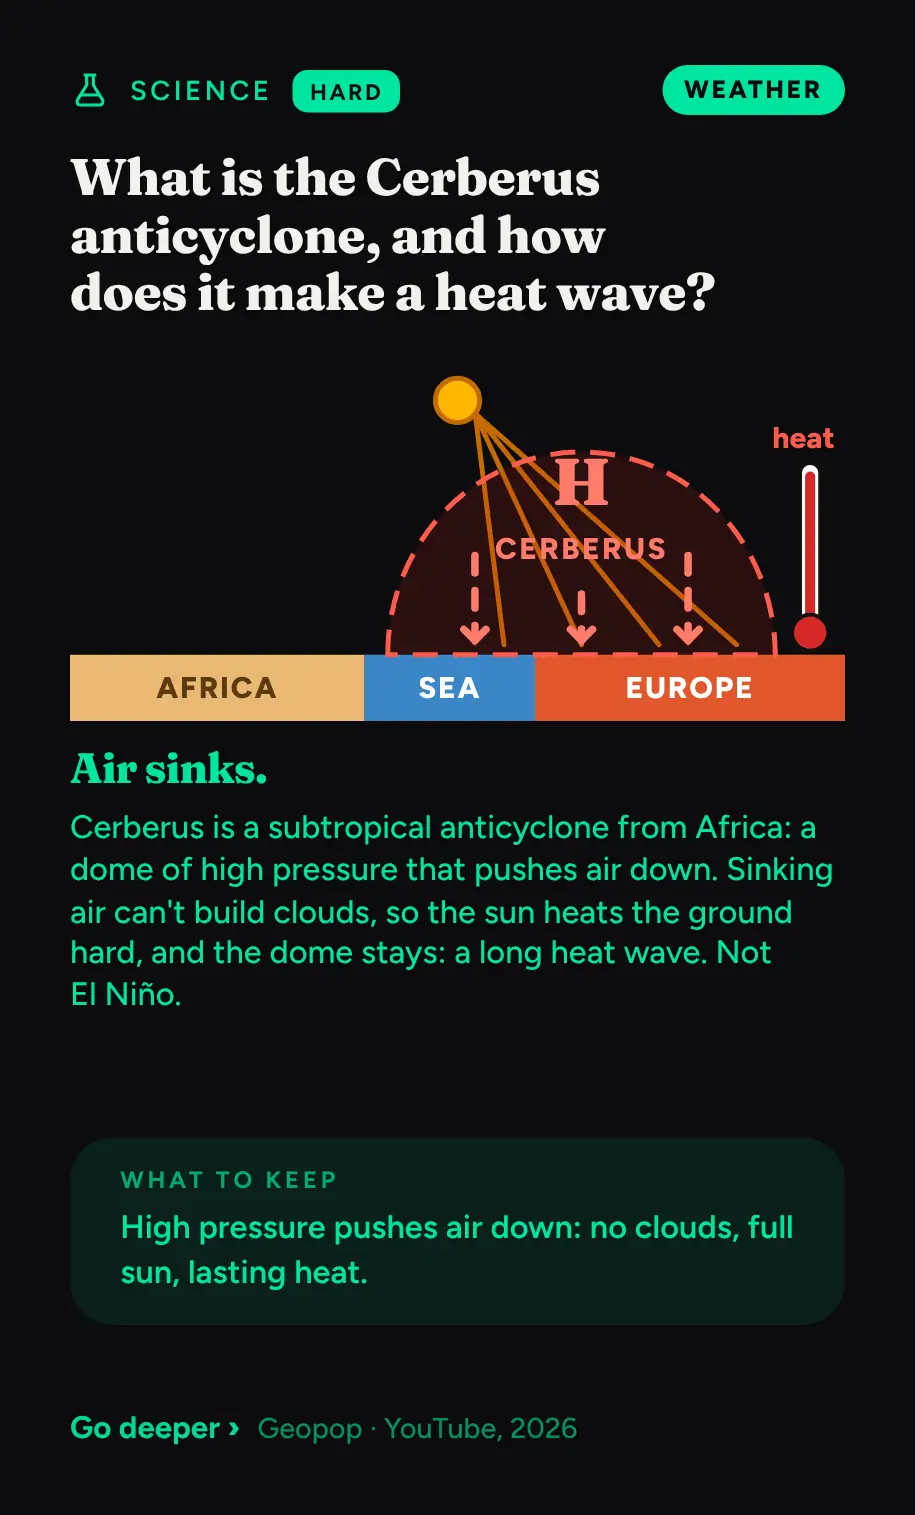 SCIENCE HARD WEATHER
What is the Cerberus
anticyclone, and how
does it make a heat wave?
heat
H
CERBERUS
AFRICA SEA EUROPE
Air sinks.
Cerberus is a subtropical anticyclone from Africa: a
dome of high pressure that pushes air down. Sinking
air can't build clouds, so the sun heats the ground
hard, and the dome stays: a long heat wave. Not
El Niño.
WHAT TO KEEP
High pressure pushes air down: no clouds, full
sun, lasting heat.
Go deeper › Geopop · YouTube, 2026